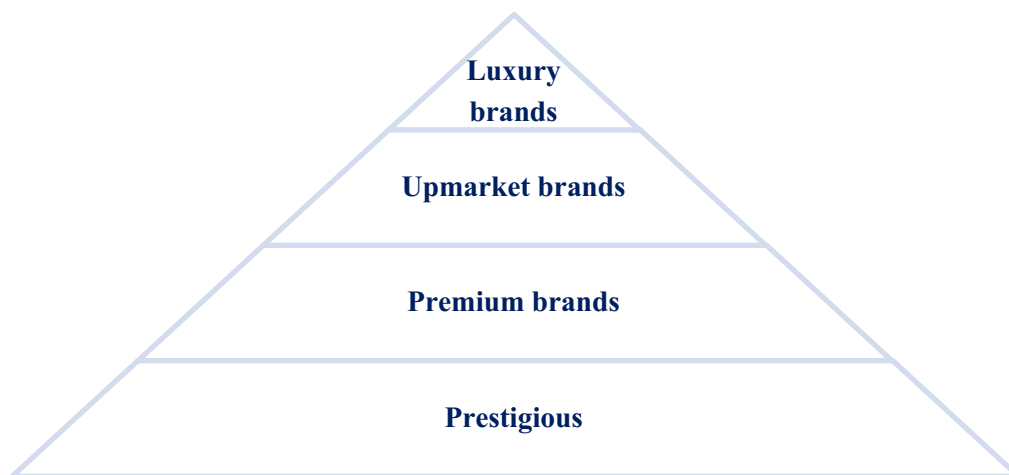 Luxury
brands
Upmarket brands
Premium brands
Prestigious